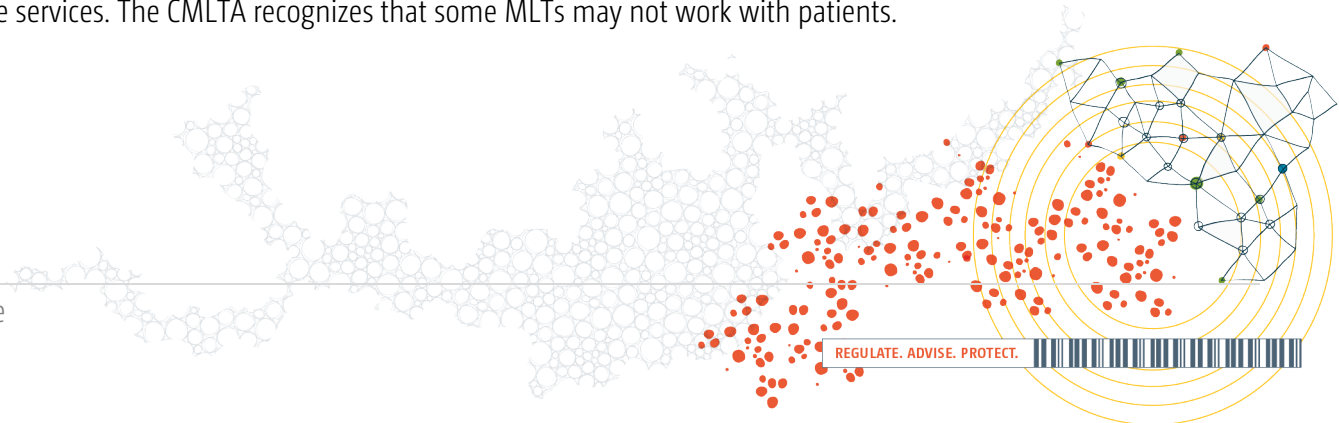 e services. The CMLTA recognizes that some MLTs may not work with patients.
e
REGULATE. ADVISE. PROTECT.